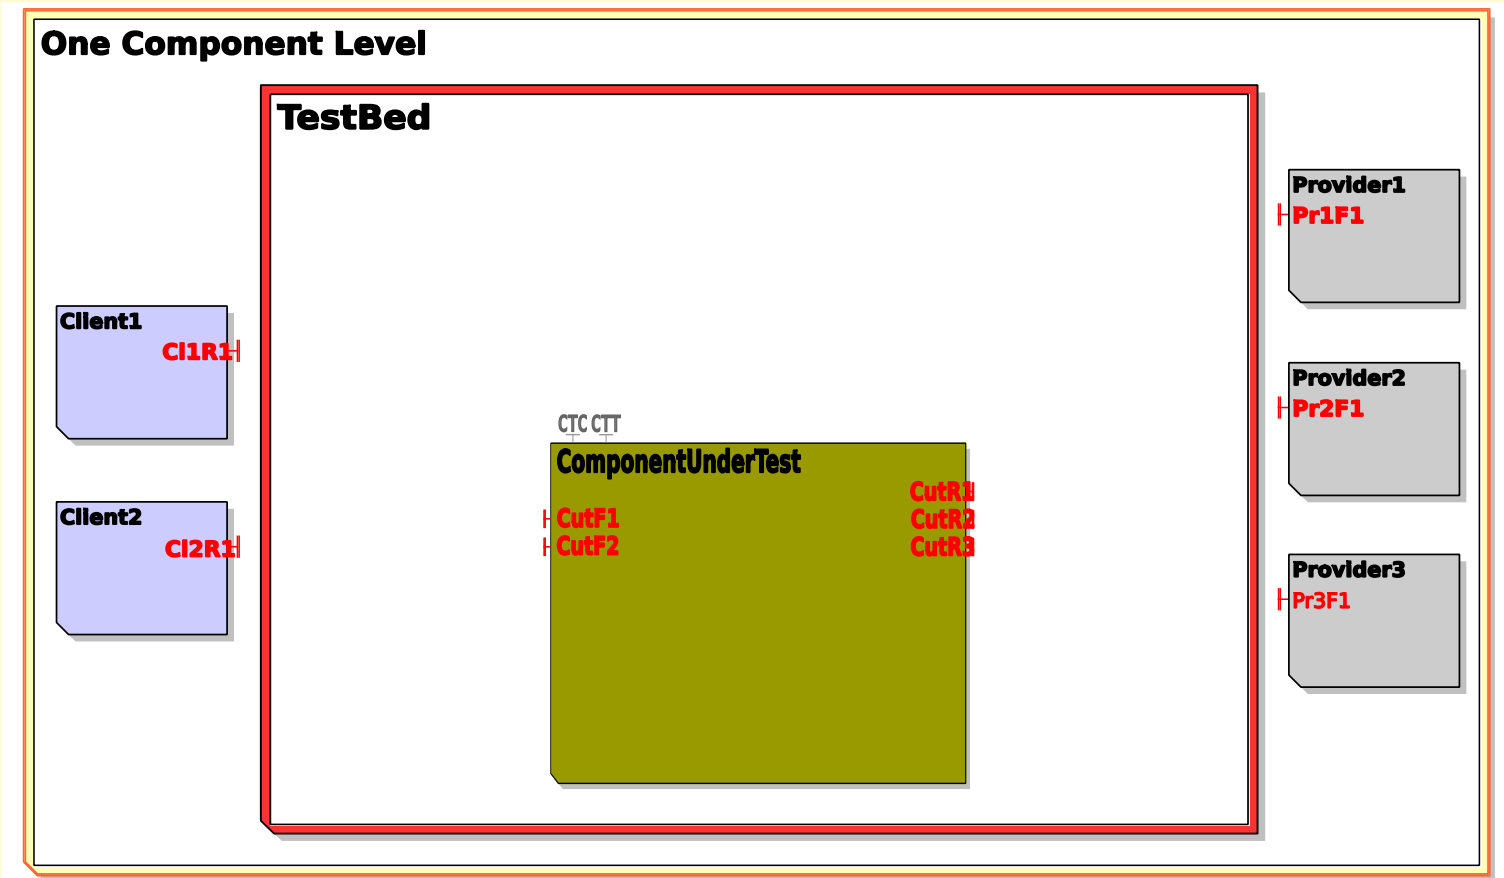 One Component Level
TestBed
Provider1
Pr1F1
Client1
Cl1R1
Provider2
Pr2F1
CTC CTT
ComponentUnderTest
CutR1
CutF1
CutR2
CutF2
CutR3
Client2
Cl2R1
Provider3
Pr3F1